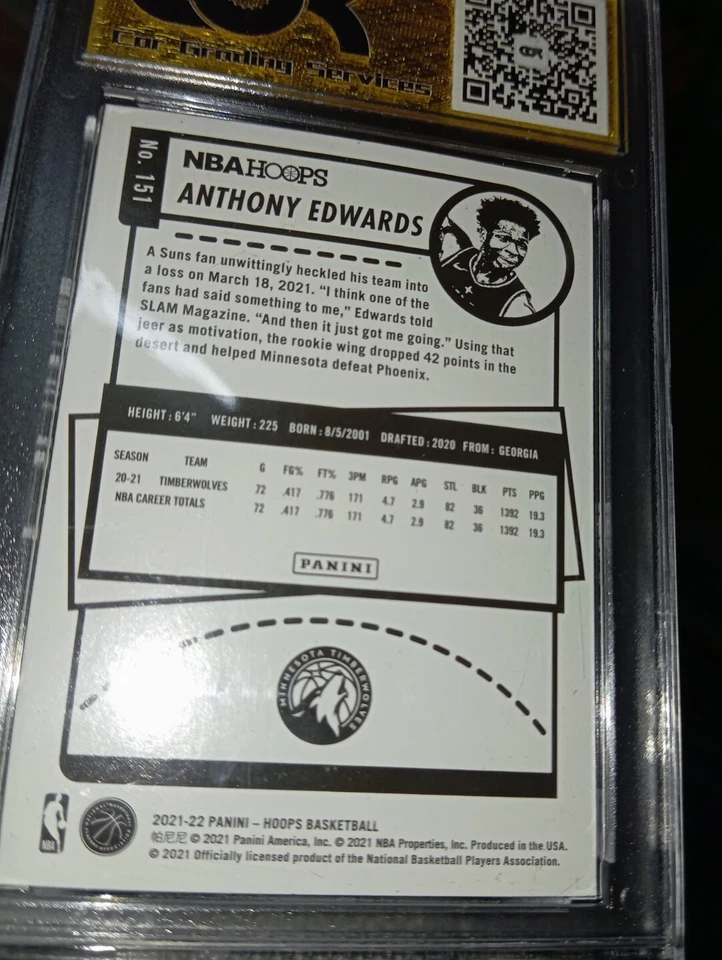 Car Grading Services
No. 151
NBA HOOPS
ANTHONY EDWARDS
A Suns fan unwittingly heckled his team into
a loss on March 18, 2021. “I think one of the
fans had said something to me,” Edwards told
SLAM Magazine. “And then it just got me going.” Using that
jeer as motivation, the rookie wing dropped 42 points in the
desert and helped Minnesota defeat Phoenix.
HEIGHT: 6'4" WEIGHT: 225 BORN: 8/5/2001 DRAFTED: 2020 FROM: GEORGIA
SEASON TEAM G FG% FT% 3PM RPG APG STL BLK PTS PPG
20-21 TIMBERWOLVES 72 .417 .776 171 4.7 2.9 82 36 1392 19.3
NBA CAREER TOTALS 72 .417 .776 171 4.7 2.9 82 36 1392 19.3
PANINI
MINNESOTA TIMBERWOLVES
NBA
2021-22 PANINI – HOOPS BASKETBALL
帕尼尼 © 2021 Panini America, Inc. © 2021 NBA Properties, Inc. Produced in the USA.
© 2021 Officially licensed product of the National Basketball Players Association.